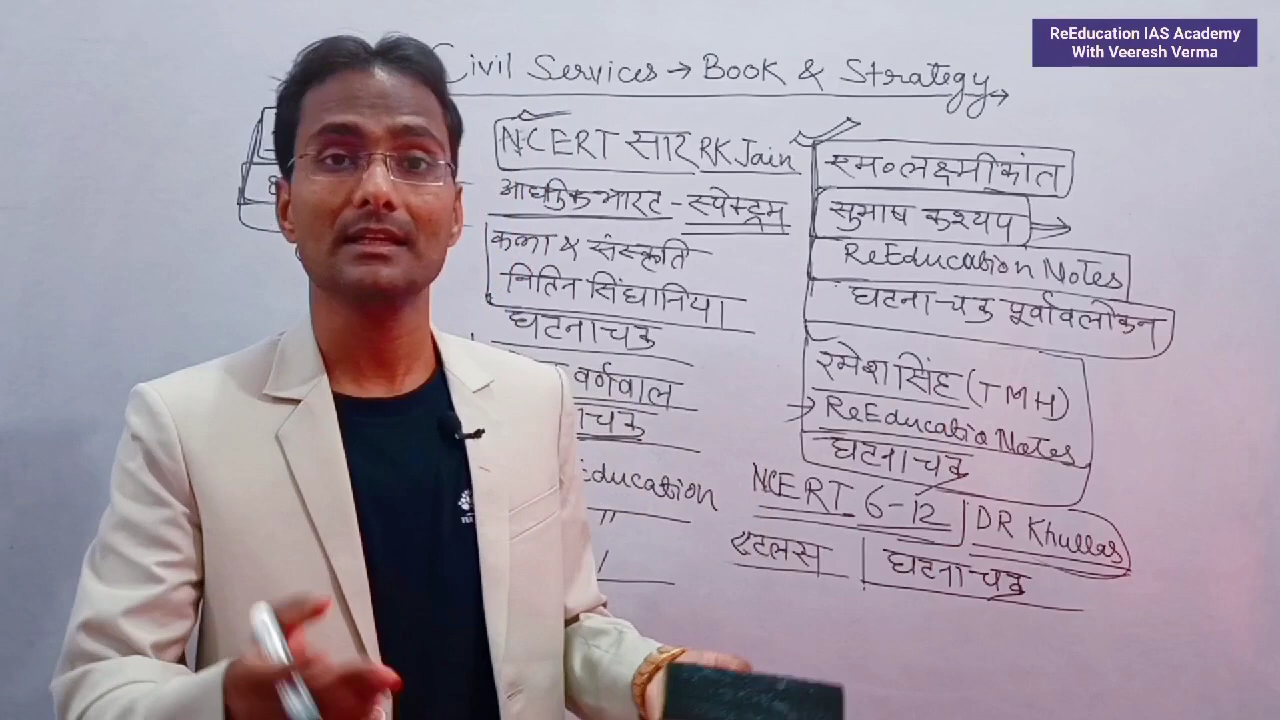 ReEducation IAS Academy
With Veeresh Verma
Civil Services → Book & Strategy
NCERT सार RK Jain
आधुनिक भारत - स्पेक्ट्रम
कला & संस्कृति
नितिन सिंघानिया
घटनाचक्र
वर्णवाल
चक्र
Education
"
एम॰ लक्ष्मीकांत
सुभाष कश्यप →
ReEducation Notes
घटनाचक्र पूर्वावलोकन
रमेश सिंह (TMH)
→ ReEducation Notes
घटनाचक्र
NCERT 6-12 | DR Khullar
एटलस | घटनाचक्र